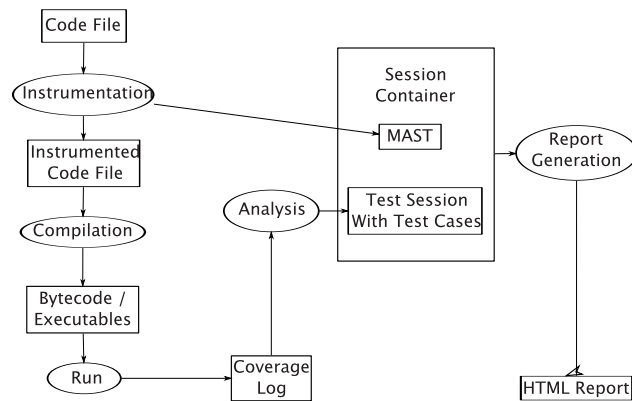 Code File
Instrumentation
Instrumented
Code File
Compilation
Bytecode /
Executables
Run
Coverage
Log
Analysis
Session
Container
MAST
Test Session
With Test Cases
Report
Generation
HTML Report